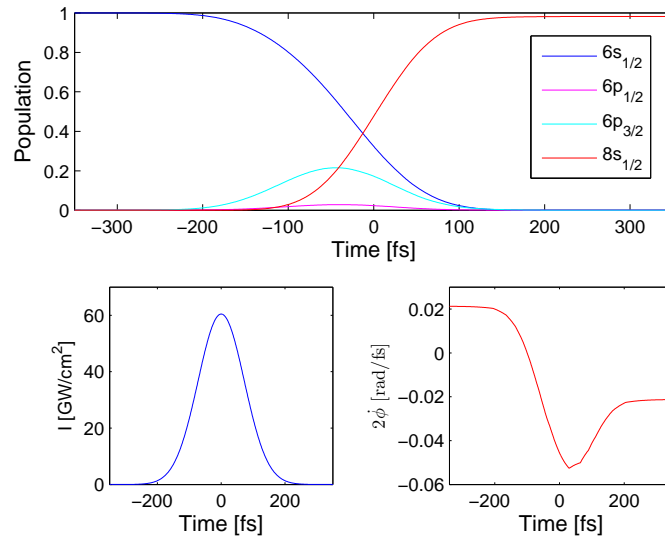 1
0.8
0.6
0.4
0.2
0
Population
−300 −200 −100 0 100 200 300
Time [fs]
6s1/2
6p1/2
6p3/2
8s1/2
60
40
20
0
I [GW/cm2]
−200 0 200
Time [fs]
0.02
0
−0.02
−0.04
−0.06
2ϕ̇ [rad/fs]
−200 0 200
Time [fs]